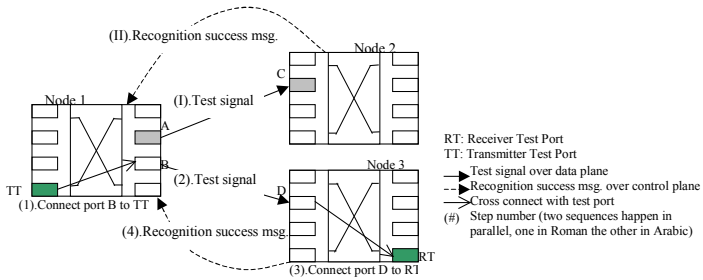 (II).Recognition success msg.
Node 2
C
Node 1
(I).Test signal
A
RT: Receiver Test Port
TT: Transmitter Test Port
B
Node 3
(2).Test signal
Test signal over data plane
TT
D
Recognition success msg. over control plane
(1).Connect port B to TT
Cross connect with test port
(4).Recognition success msg.
(#) Step number (two sequences happen in
parallel, one in Roman the other in Arabic)
RT
(3).Connect port D to RT